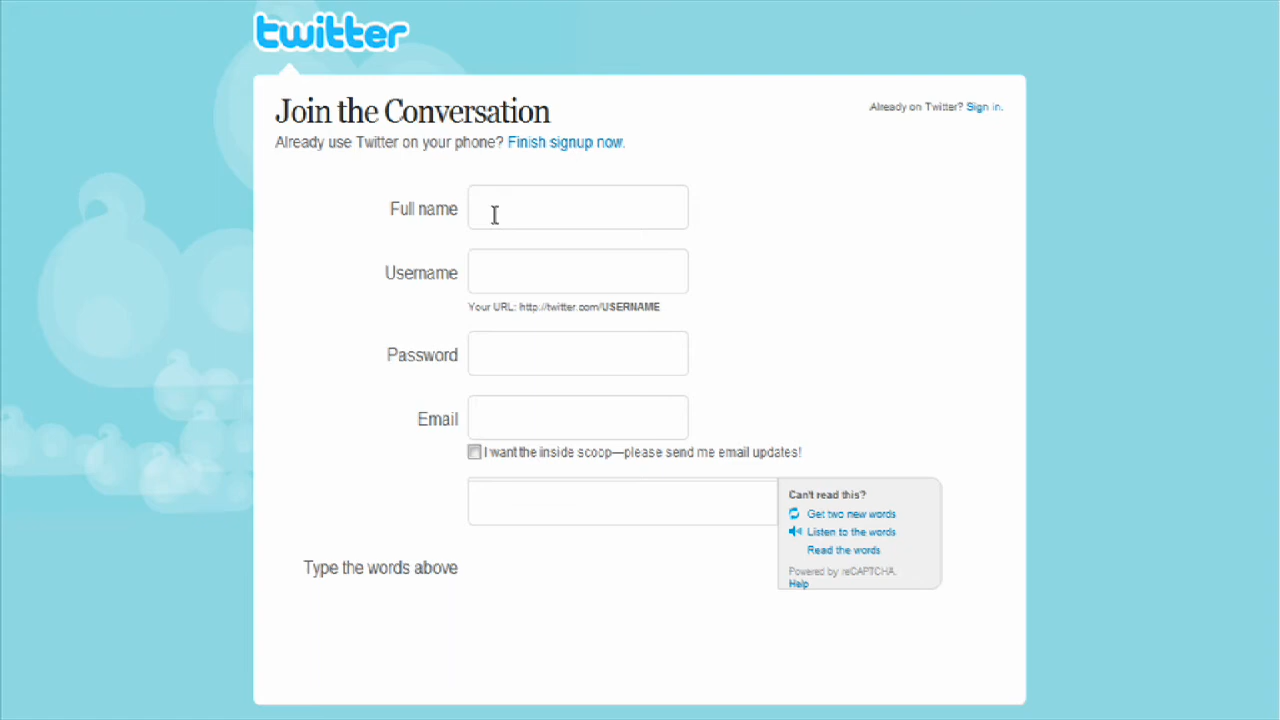 twitter
Join the Conversation
Already on Twitter? Sign in.
Already use Twitter on your phone? Finish signup now.
Full name
Username
Your URL: http://twitter.com/USERNAME
Password
Email
I want the inside scoop—please send me email updates!
Can't read this?
Get two new words
Listen to the words
Read the words
Type the words above
Powered by reCAPTCHA.
Help